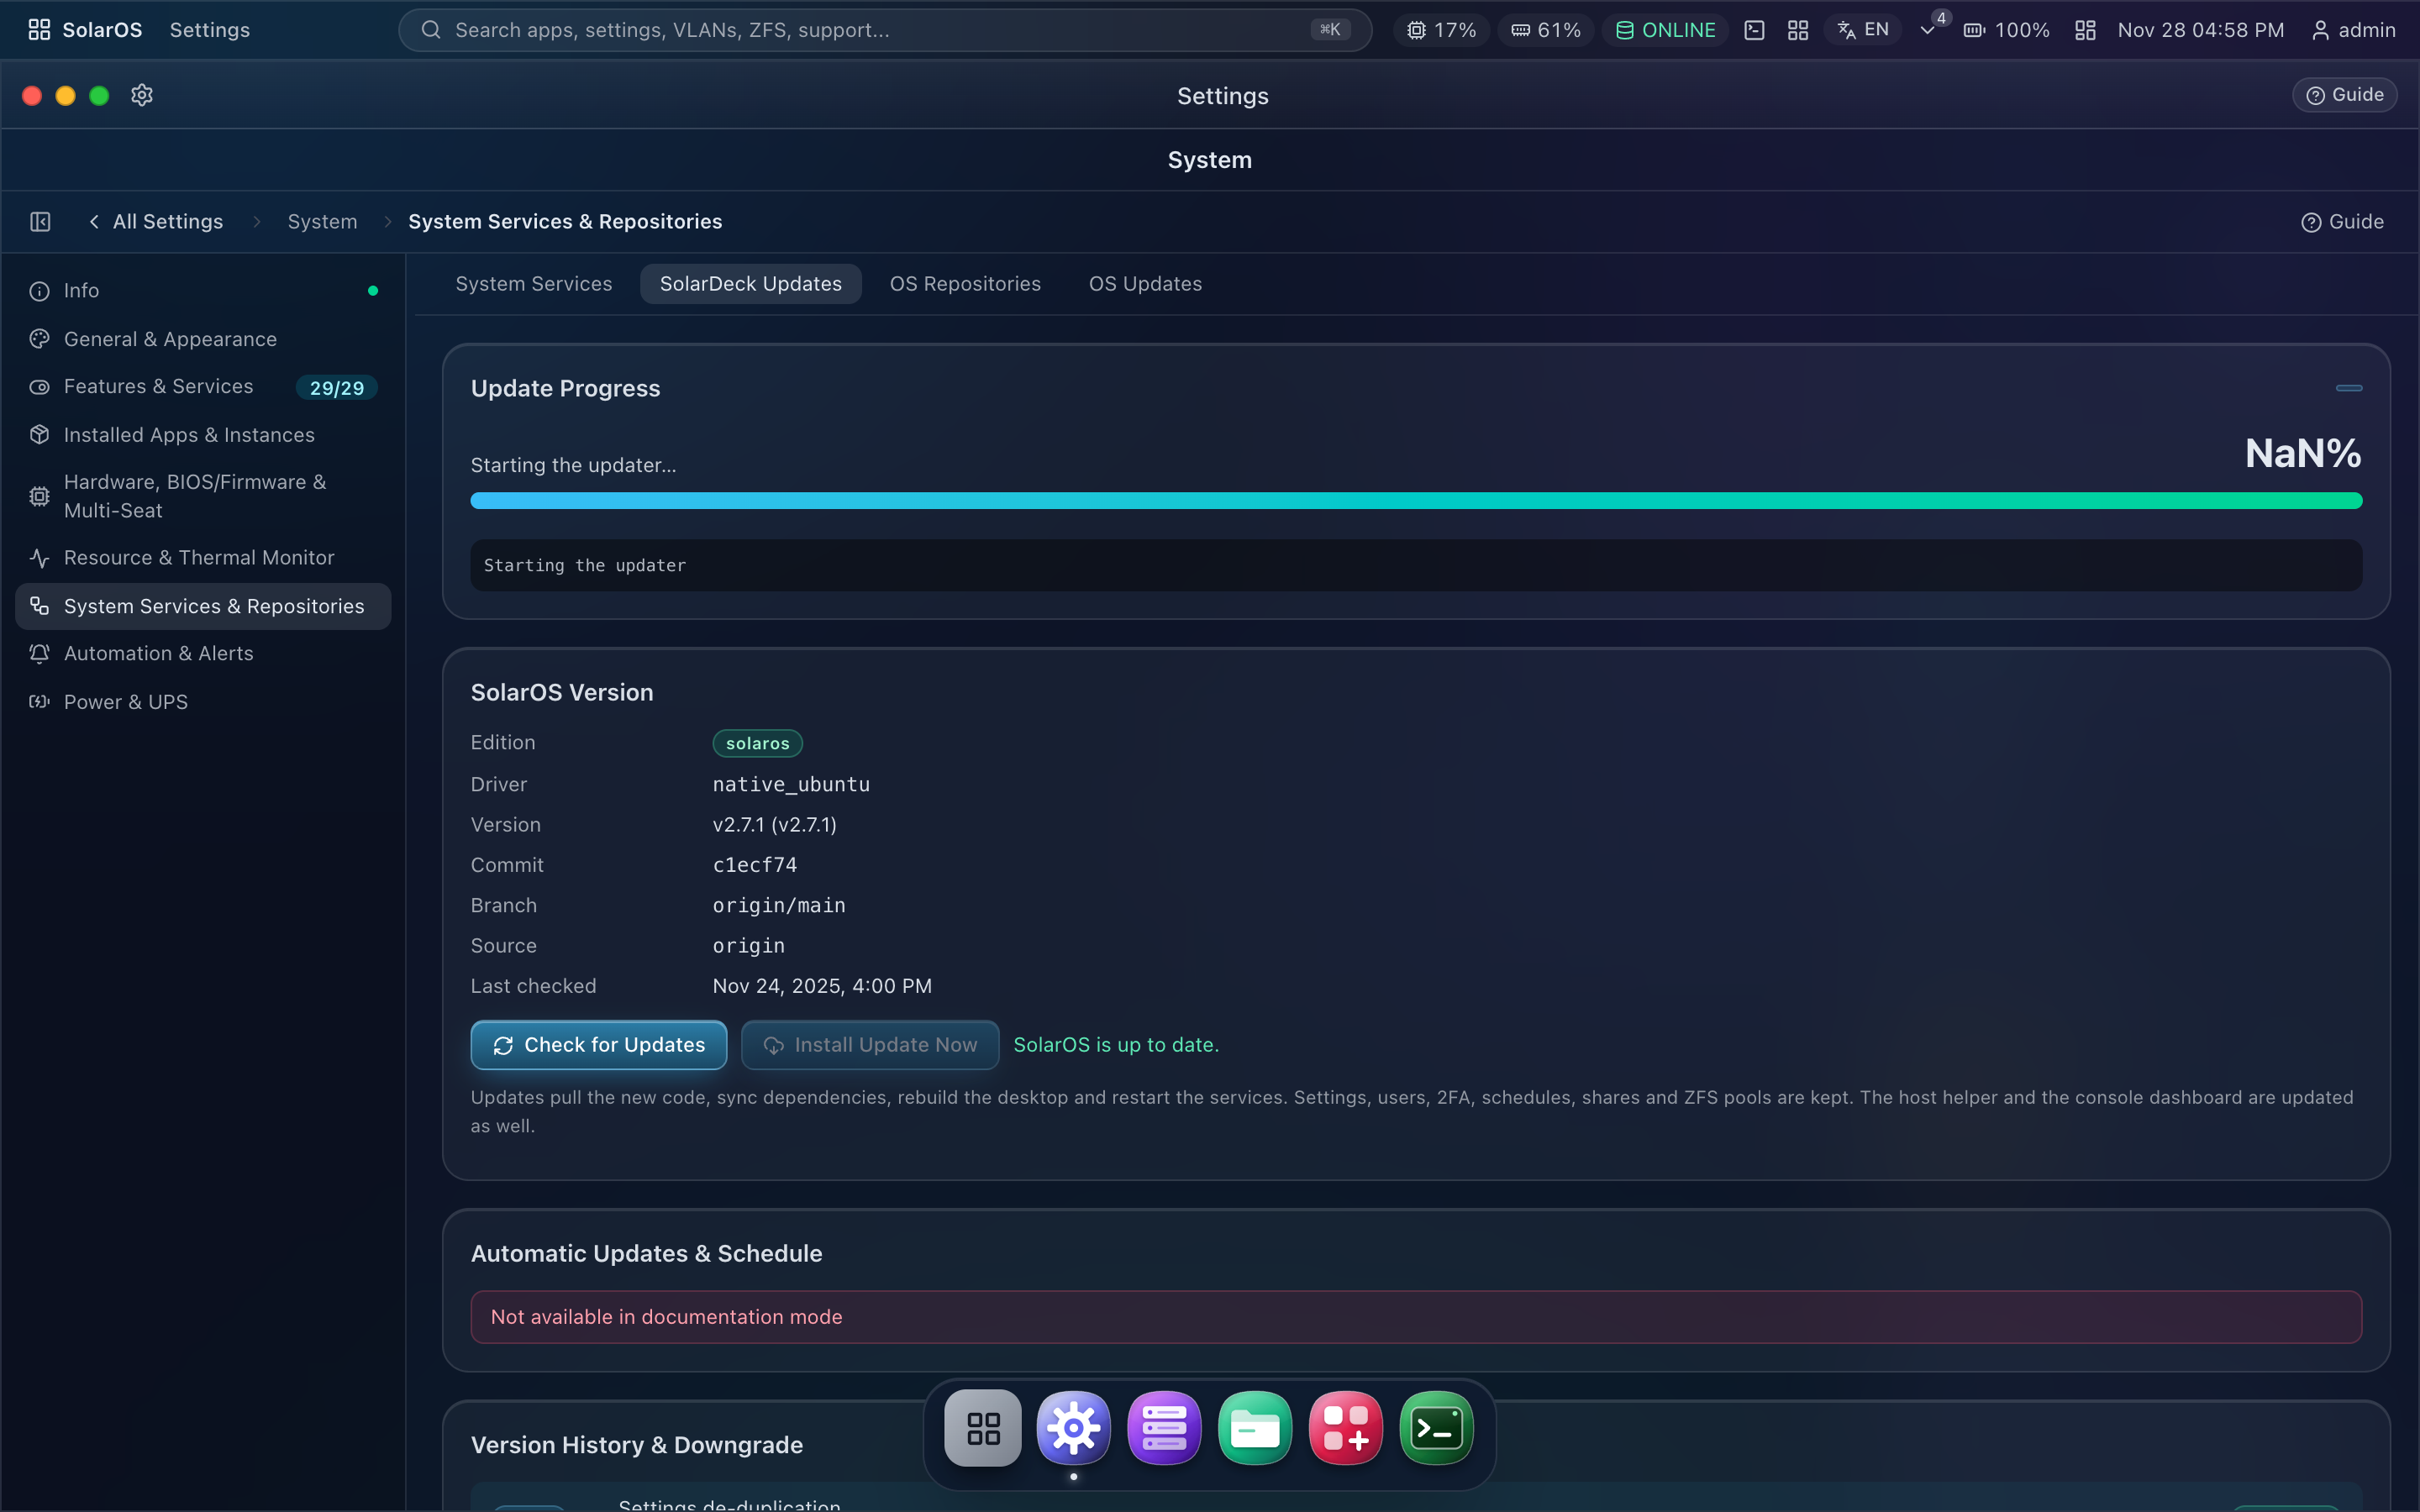 SolarOS Settings Search apps, settings, VLANs, ZFS, support... ⌘K 17% 61% ONLINE EN 4 100% Nov 28 04:58 PM admin
Settings Guide
System
All Settings System System Services & Repositories Guide
Info
General & Appearance
Features & Services 29/29
Installed Apps & Instances
Hardware, BIOS/Firmware &
Multi-Seat
Resource & Thermal Monitor
System Services & Repositories
Automation & Alerts
Power & UPS
System Services SolarDeck Updates OS Repositories OS Updates
Update Progress
Starting the updater... NaN%
Starting the updater
SolarOS Version
Edition solaros
Driver native_ubuntu
Version v2.7.1 (v2.7.1)
Commit c1ecf74
Branch origin/main
Source origin
Last checked Nov 24, 2025, 4:00 PM
Check for Updates Install Update Now SolarOS is up to date.
Updates pull the new code, sync dependencies, rebuild the desktop and restart the services. Settings, users, 2FA, schedules, shares and ZFS pools are kept. The host helper and the console dashboard are updated
as well.
Automatic Updates & Schedule
Not available in documentation mode
Version History & Downgrade
Settings de-duplication